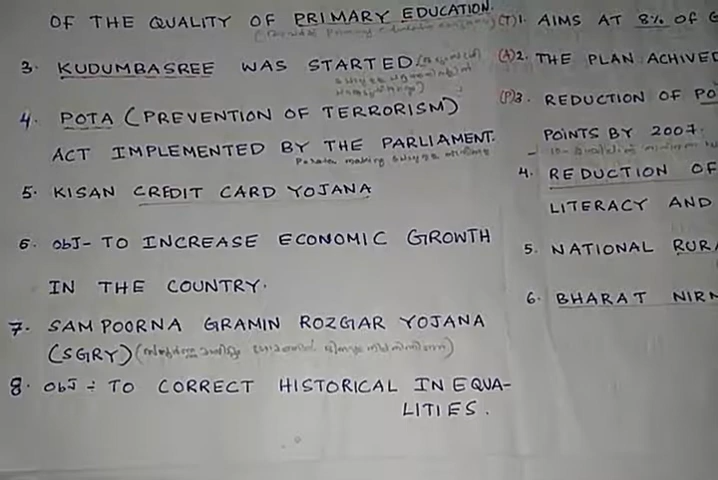 OF THE QUALITY OF PRIMARY EDUCATION.
3. KUDUMBASREE WAS STARTED.
4. POTA (PREVENTION OF TERRORISM)
ACT IMPLEMENTED BY THE PARLIAMENT.
5. KISAN CREDIT CARD YOJANA
6. ObJ- TO INCREASE ECONOMIC GROWTH
IN THE COUNTRY.
7. SAMPOORNA GRAMIN ROZGAR YOJANA
(SGRY)
8. ObJ ÷ TO CORRECT HISTORICAL INEQUA-
LITIES.
(T) 1. AIMS AT 8% OF G
(A) 2. THE PLAN ACHIVED
(P) 3. REDUCTION OF PO
POINTS BY 2007.
4. REDUCTION OF
LITERACY AND
5. NATIONAL RURA
6. BHARAT NIRM